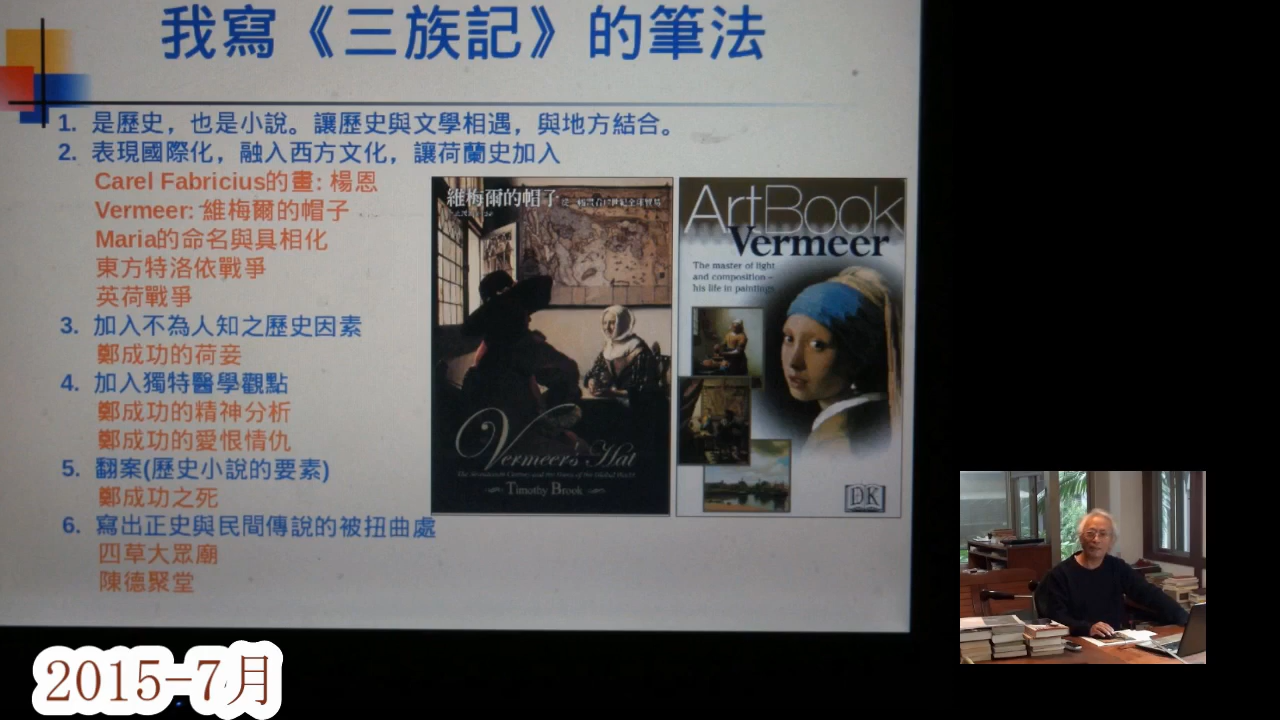 我寫《三族記》的筆法
1. 是歷史，也是小說。讓歷史與文學相遇，與地方結合。
2. 表現國際化，融入西方文化，讓荷蘭史加入
Carel Fabricius的畫: 楊恩
Vermeer: 維梅爾的帽子
Maria的命名與具相化
東方特洛依戰爭
英荷戰爭
3. 加入不為人知之歷史因素
鄭成功的荷妾
4. 加入獨特醫學觀點
鄭成功的精神分析
鄭成功的愛恨情仇
5. 翻案(歷史小說的要素)
鄭成功之死
6. 寫出正史與民間傳說的被扭曲處
四草大眾廟
陳德聚堂
維梅爾的帽子
Vermeer's Hat
Timothy Brook
ArtBook
Vermeer
The master of light
and composition –
his life in paintings
DK
2015-7月